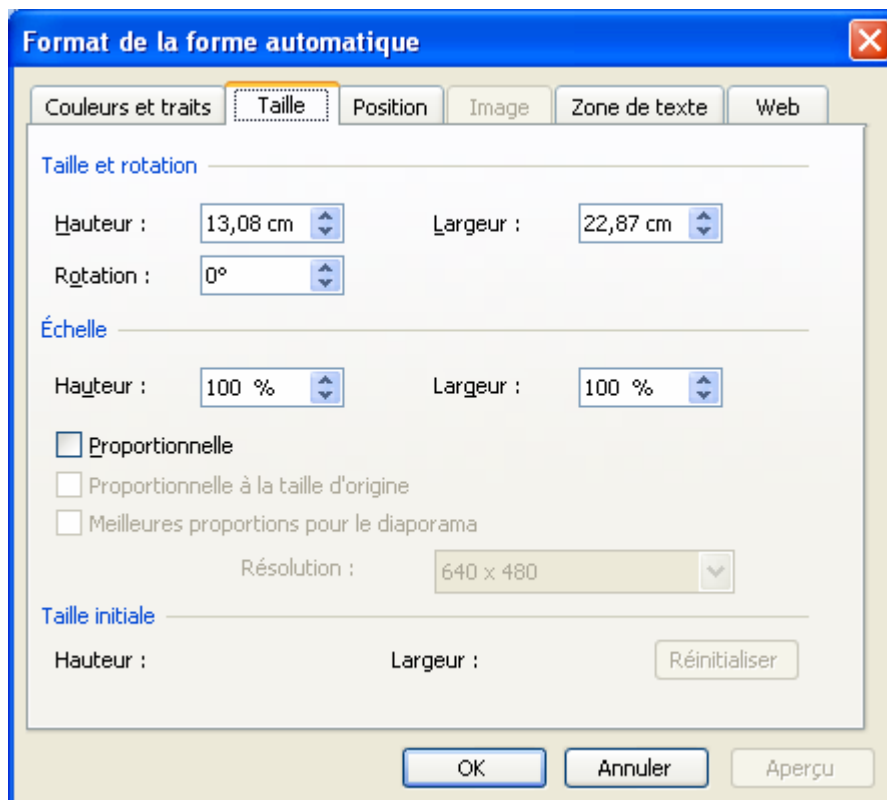 Format de la forme automatique
Couleurs et traits Taille Position Image Zone de texte Web
Taille et rotation
Hauteur : 13,08 cm Largeur : 22,87 cm
Rotation : 0°
Échelle
Hauteur : 100 % Largeur : 100 %
Proportionnelle
Proportionnelle à la taille d'origine
Meilleures proportions pour le diaporama
Résolution : 640 x 480
Taille initiale
Hauteur : Largeur : Réinitialiser
OK Annuler Aperçu